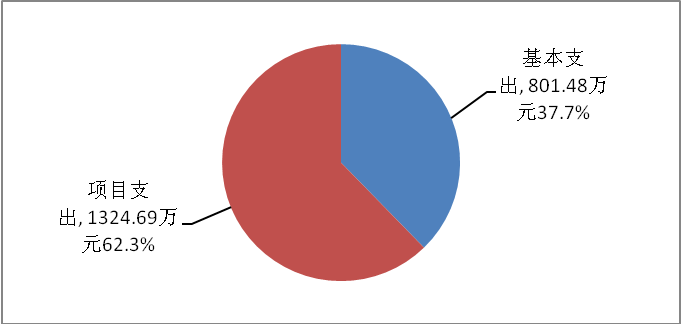 基本支
出, 801.48万
元37.7%
项目支
出, 1324.69万
元62.3%